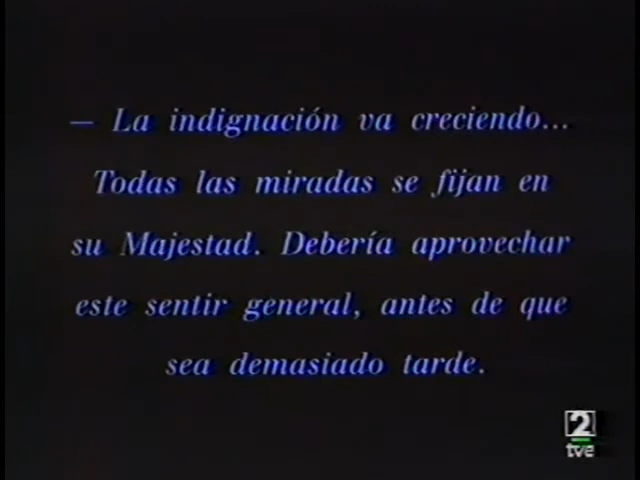 — La indignación va creciendo...
Todas las miradas se fijan en
su Majestad. Debería aprovechar
este sentir general, antes de que
sea demasiado tarde.
2
tve